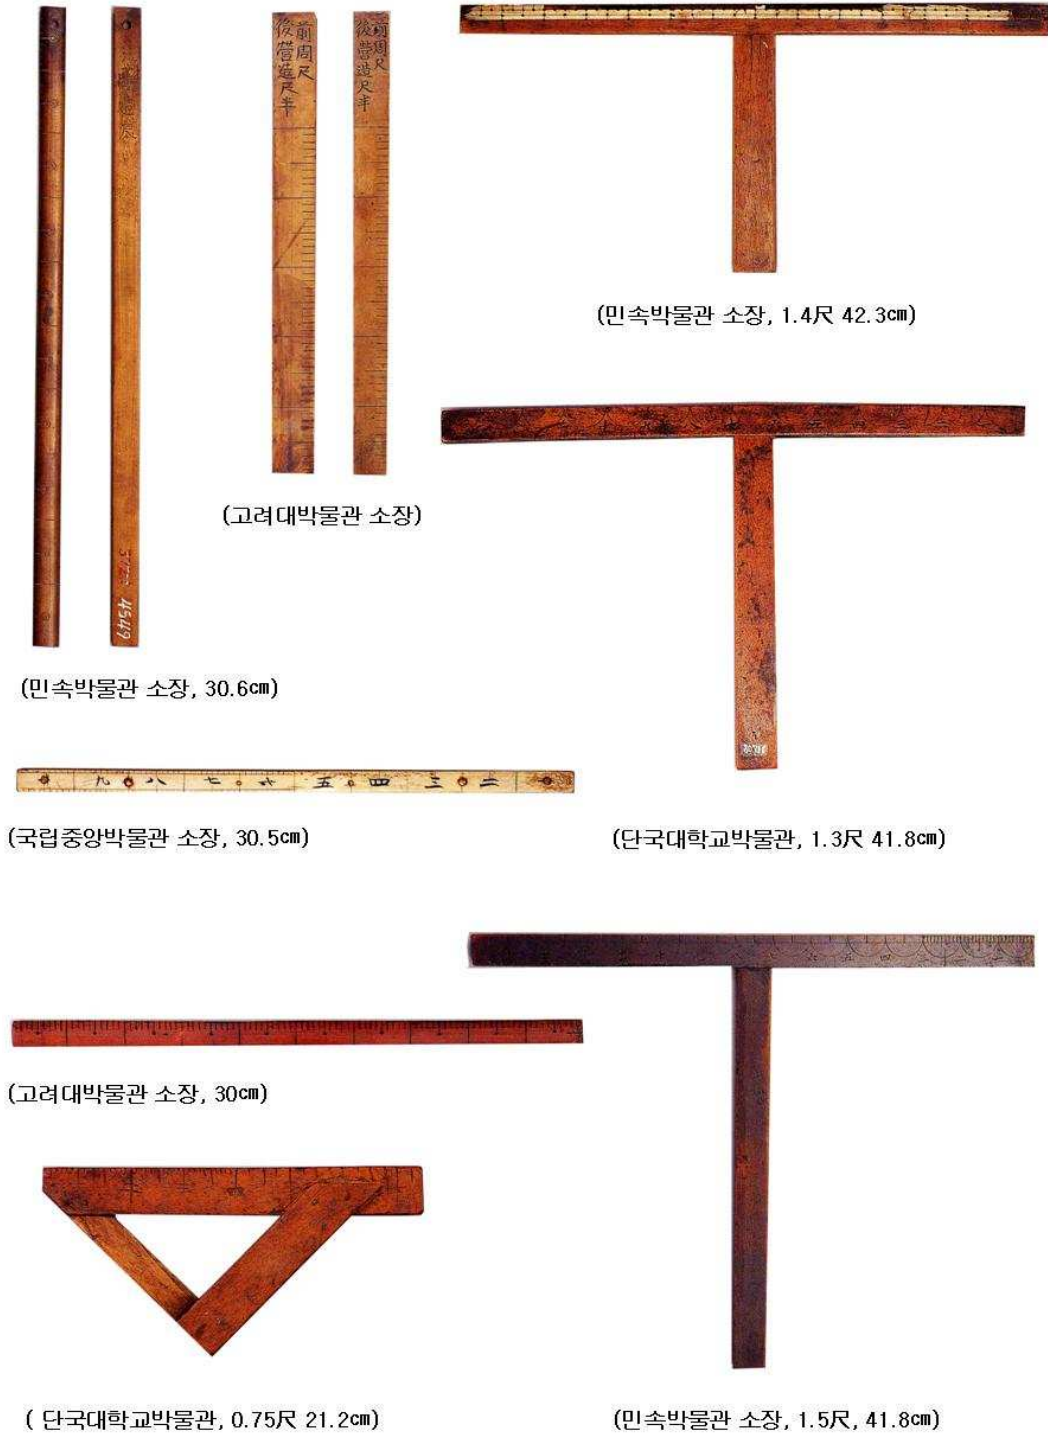 前周尺
後營造尺半
前周尺
後營造尺半
(민속박물관 소장, 1.4尺 42.3㎝)
(고려대박물관 소장)
4549
(민속박물관 소장, 30.6㎝)
九 八 七 六 五 四 三 二
(국립중앙박물관 소장, 30.5㎝)
(단국대학교박물관, 1.3尺 41.8㎝)
(고려대박물관 소장, 30㎝)
( 단국대학교박물관, 0.75尺 21.2㎝)
(민속박물관 소장, 1.5尺, 41.8㎝)